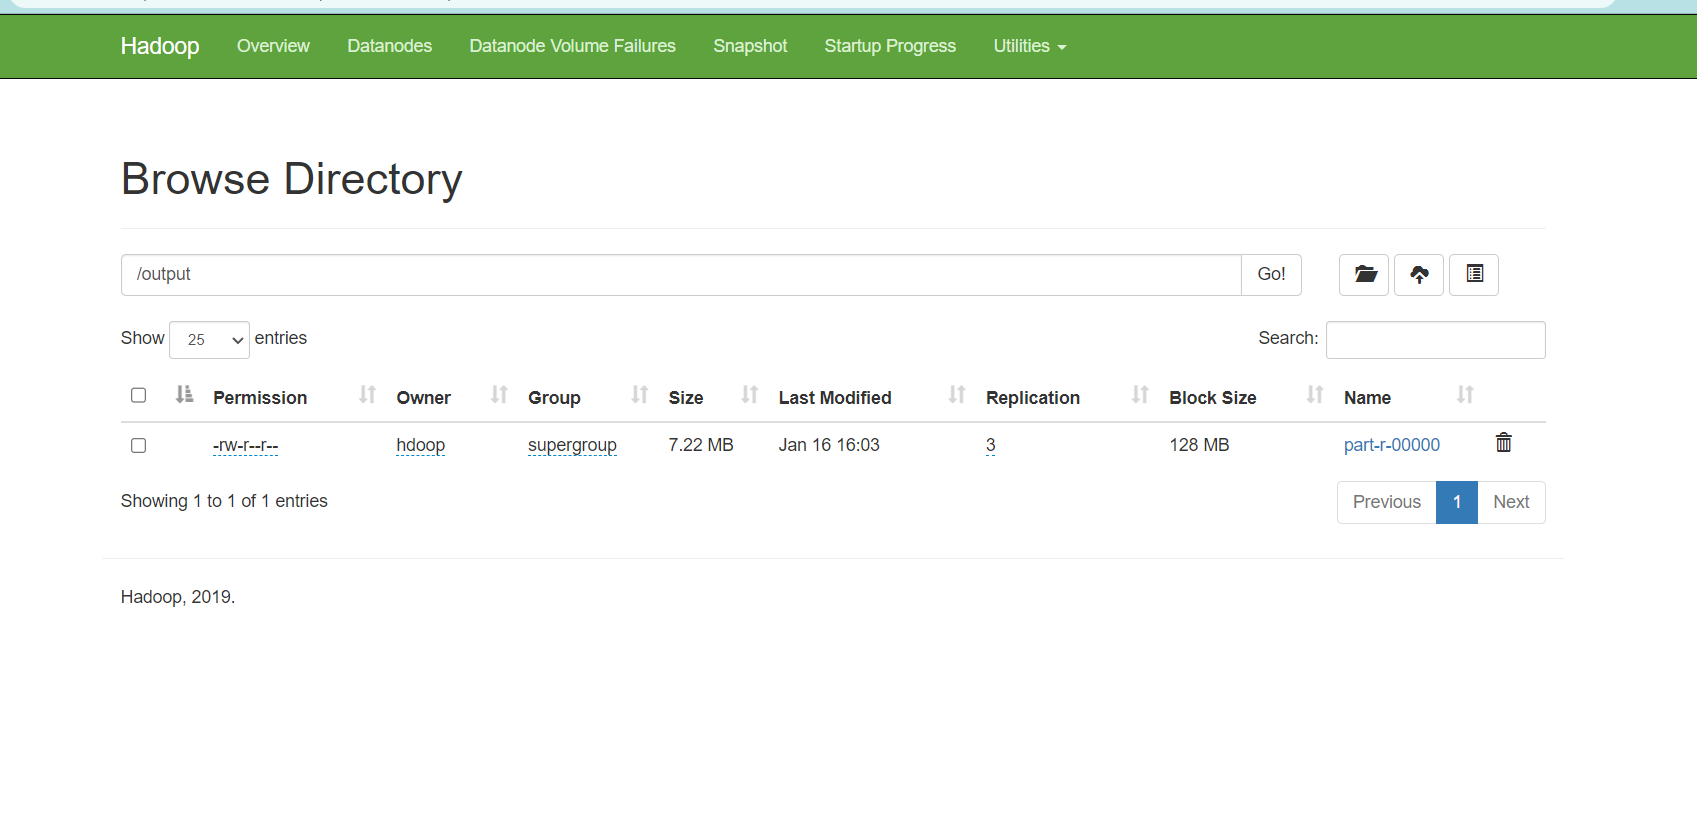 Hadoop Overview Datanodes Datanode Volume Failures Snapshot Startup Progress Utilities
Browse Directory
/output Go!
Show 25 entries Search:
Permission Owner Group Size Last Modified Replication Block Size Name
-rw-r--r-- hdoop supergroup 7.22 MB Jan 16 16:03 3 128 MB part-r-00000
Showing 1 to 1 of 1 entries Previous 1 Next
Hadoop, 2019.